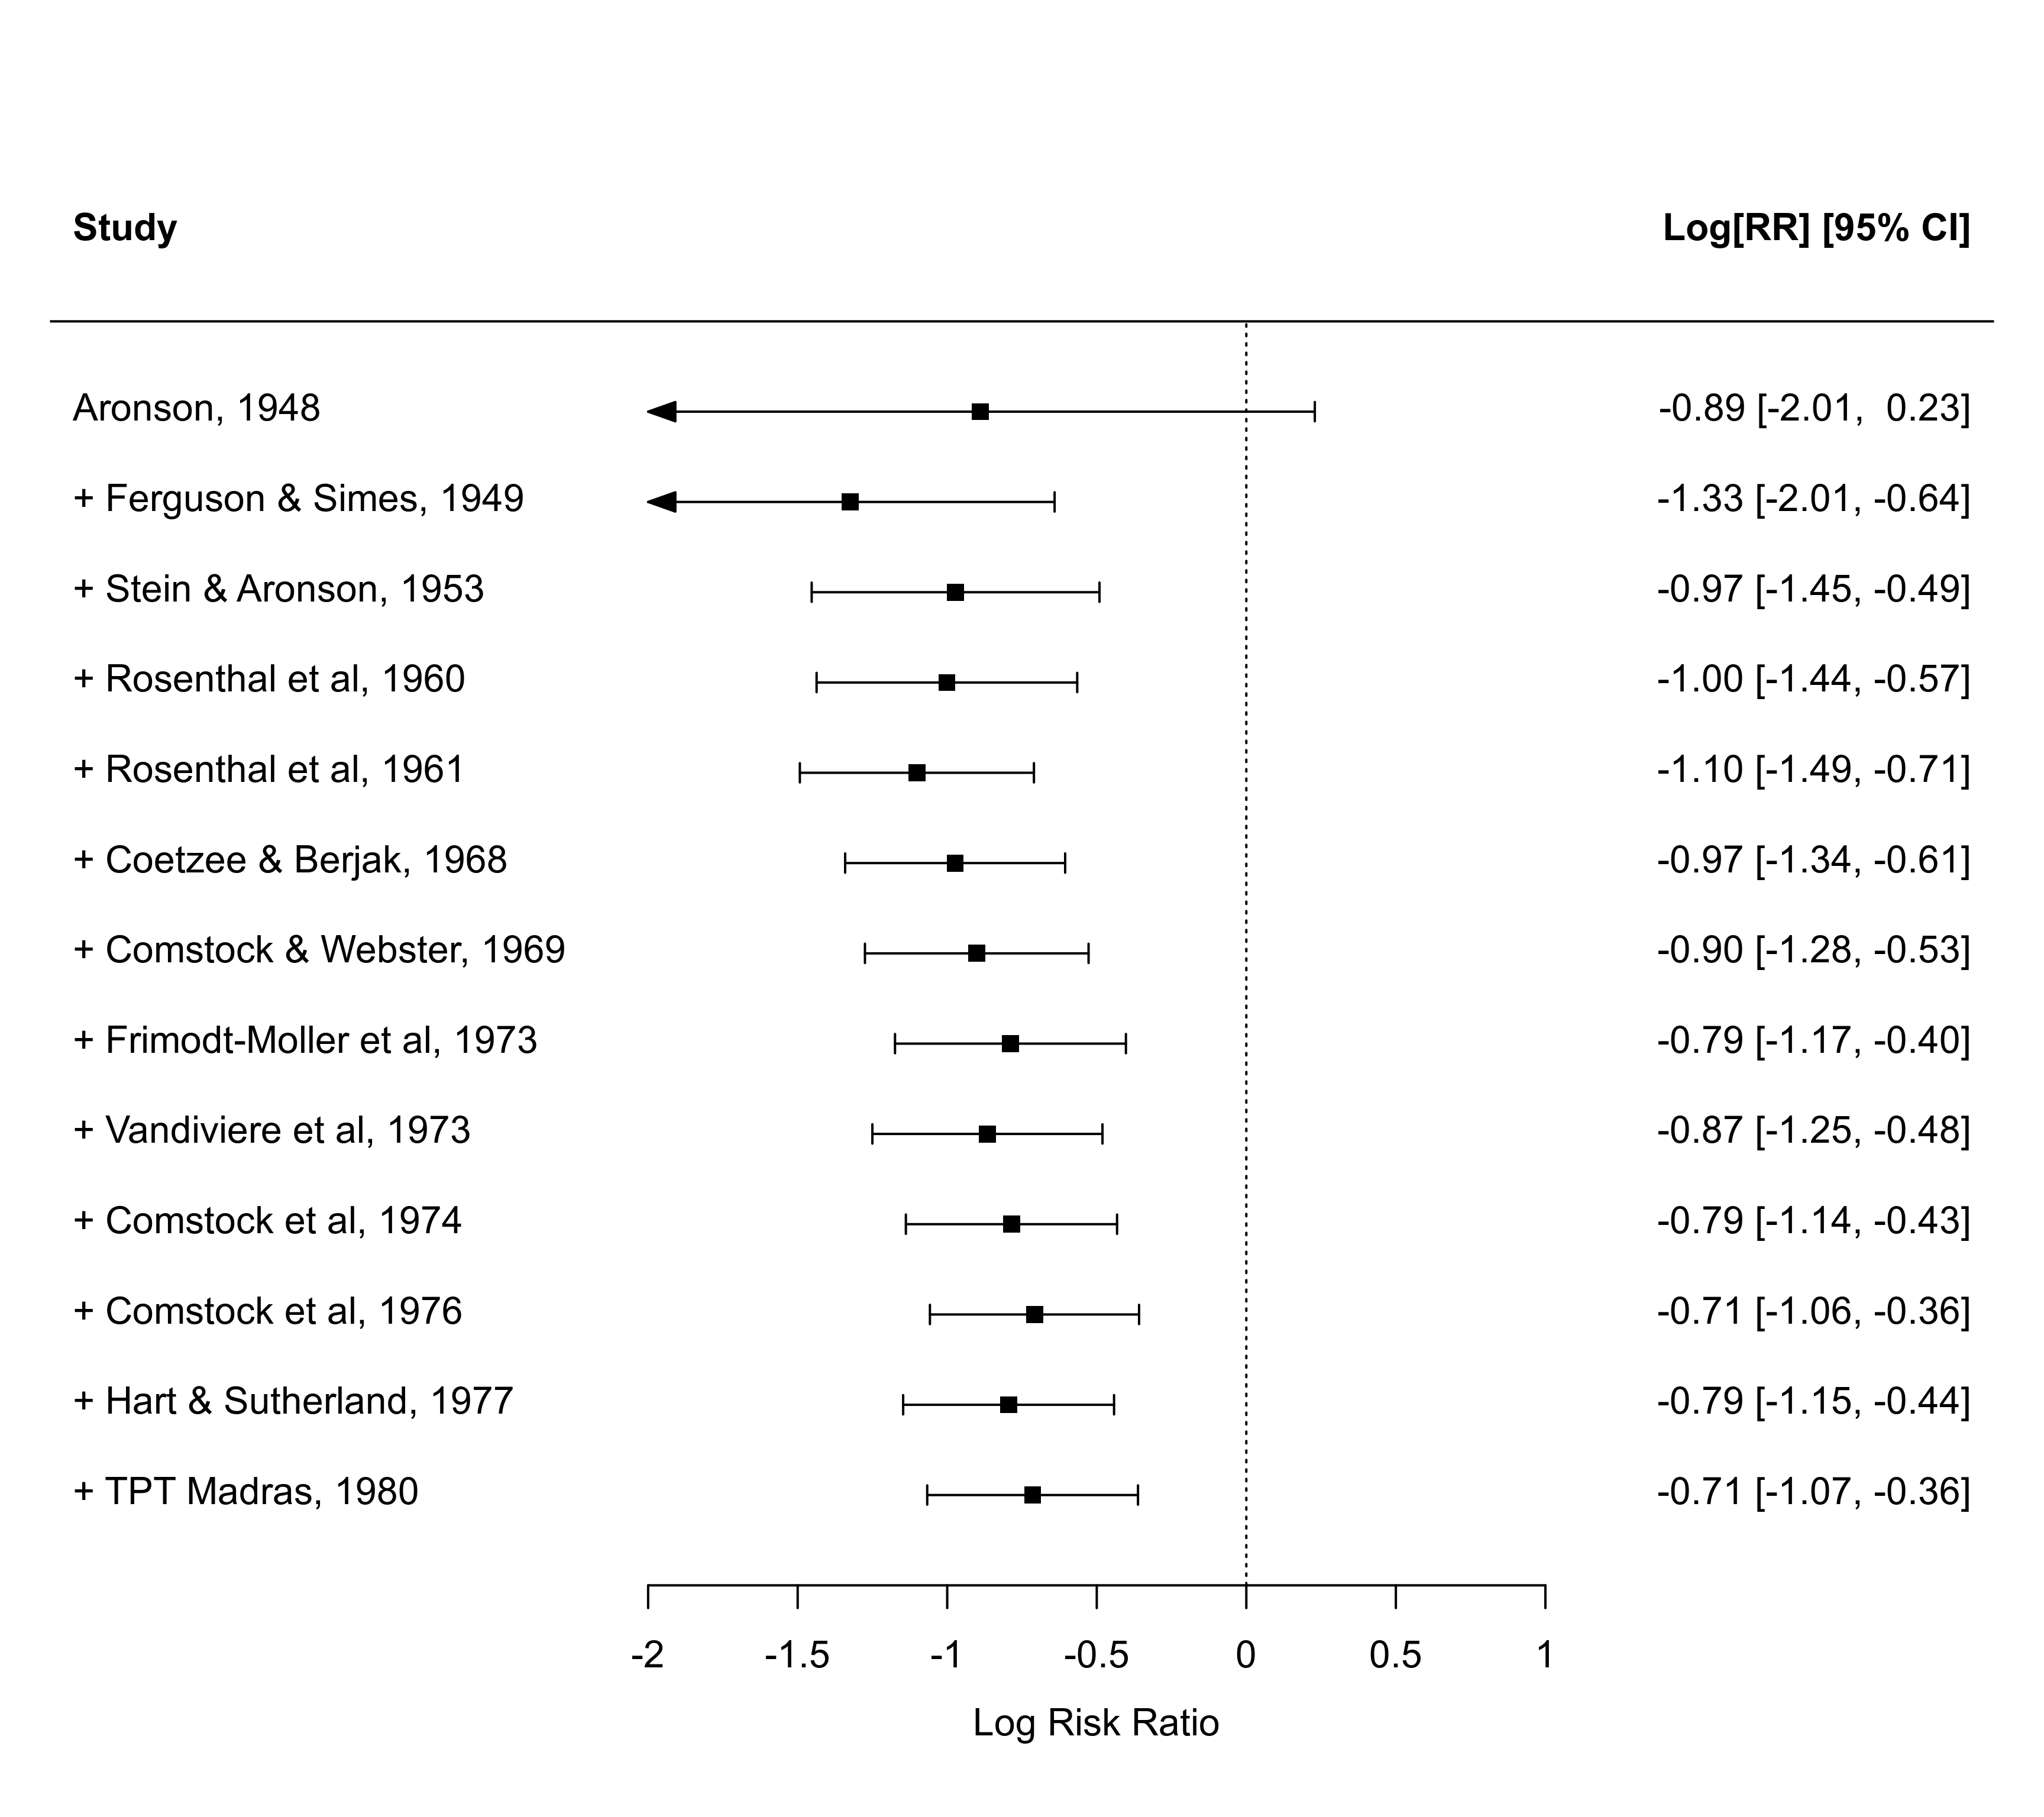 Study Log[RR] [95% CI]
Aronson, 1948 -0.89 [-2.01, 0.23]
+ Ferguson & Simes, 1949 -1.33 [-2.01, -0.64]
+ Stein & Aronson, 1953 -0.97 [-1.45, -0.49]
+ Rosenthal et al, 1960 -1.00 [-1.44, -0.57]
+ Rosenthal et al, 1961 -1.10 [-1.49, -0.71]
+ Coetzee & Berjak, 1968 -0.97 [-1.34, -0.61]
+ Comstock & Webster, 1969 -0.90 [-1.28, -0.53]
+ Frimodt-Moller et al, 1973 -0.79 [-1.17, -0.40]
+ Vandiviere et al, 1973 -0.87 [-1.25, -0.48]
+ Comstock et al, 1974 -0.79 [-1.14, -0.43]
+ Comstock et al, 1976 -0.71 [-1.06, -0.36]
+ Hart & Sutherland, 1977 -0.79 [-1.15, -0.44]
+ TPT Madras, 1980 -0.71 [-1.07, -0.36]
-2 -1.5 -1 -0.5 0 0.5 1
Log Risk Ratio